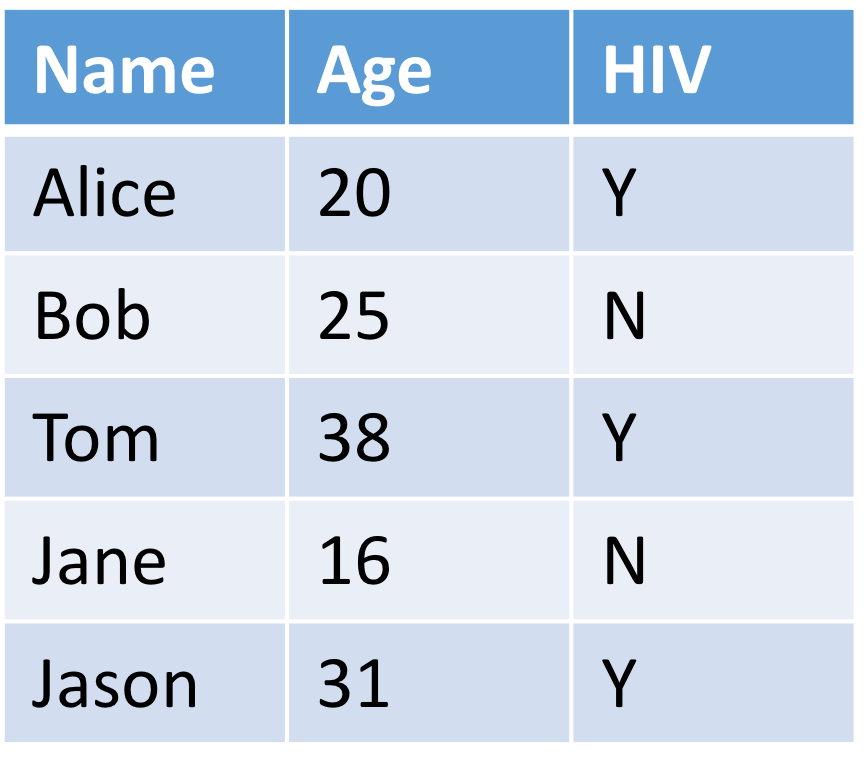 Name Age HIV
Alice 20 Y
Bob 25 N
Tom 38 Y
Jane 16 N
Jason 31 Y